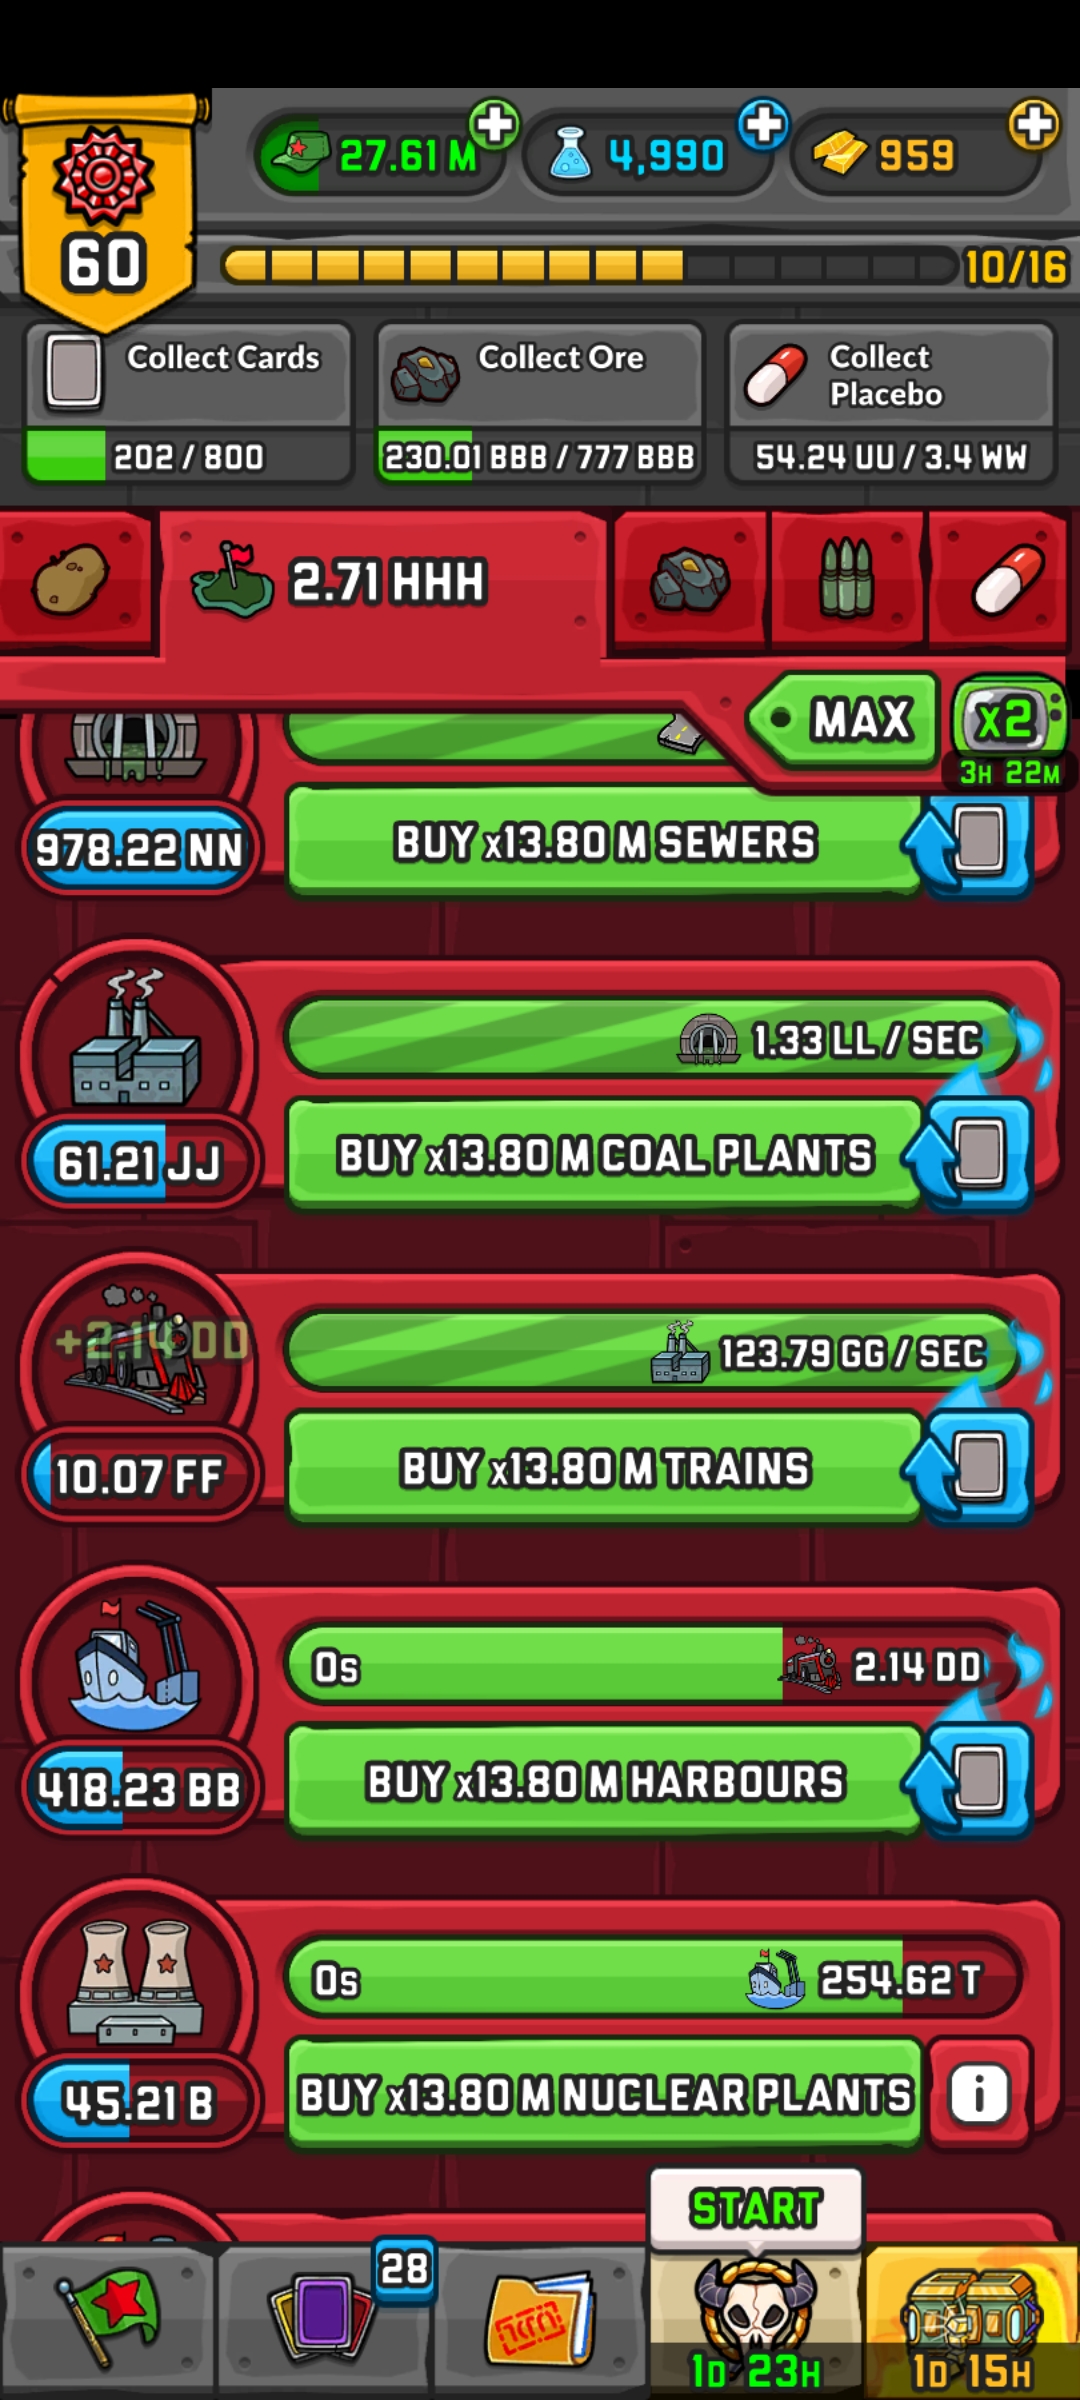 27.61 M
4,990
959
60
10/16
Collect Cards
202 / 800
Collect Ore
230.01 BBB / 777 BBB
Collect
Placebo
54.24 UU / 3.4 WW
2.71 HHH
MAX
x2
3H 22M
978.22 NN
BUY x13.80 M SEWERS
1.33 LL / SEC
61.21 JJ
BUY x13.80 M COAL PLANTS
+2.14 DD
123.79 GG / SEC
10.07 FF
BUY x13.80 M TRAINS
0s
2.14 DD
418.23 BB
BUY x13.80 M HARBOURS
0s
254.62 T
45.21 B
BUY x13.80 M NUCLEAR PLANTS
i
START
28
1D 23H
1D 15H